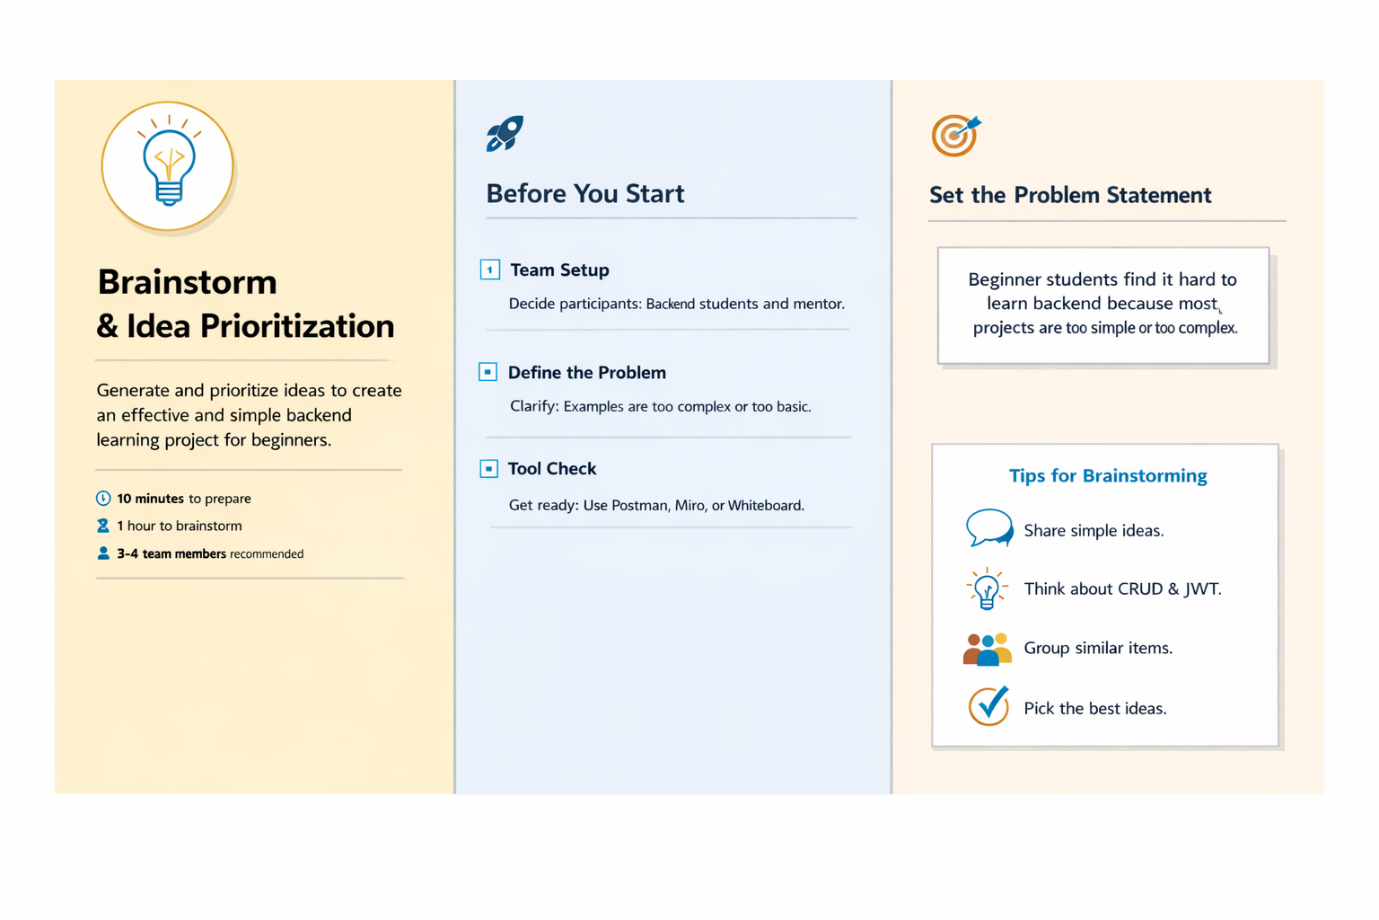 Brainstorm
& Idea Prioritization
Generate and prioritize ideas to create
an effective and simple backend
learning project for beginners.
10 minutes to prepare
1 hour to brainstorm
3-4 team members recommended
Before You Start
1 Team Setup
Decide participants: Backend students and mentor.
Define the Problem
Clarify: Examples are too complex or too basic.
Tool Check
Get ready: Use Postman, Miro, or Whiteboard.
Set the Problem Statement
Beginner students find it hard to
learn backend because most,
projects are too simple or too complex.
Tips for Brainstorming
Share simple ideas.
Think about CRUD & JWT.
Group similar items.
Pick the best ideas.